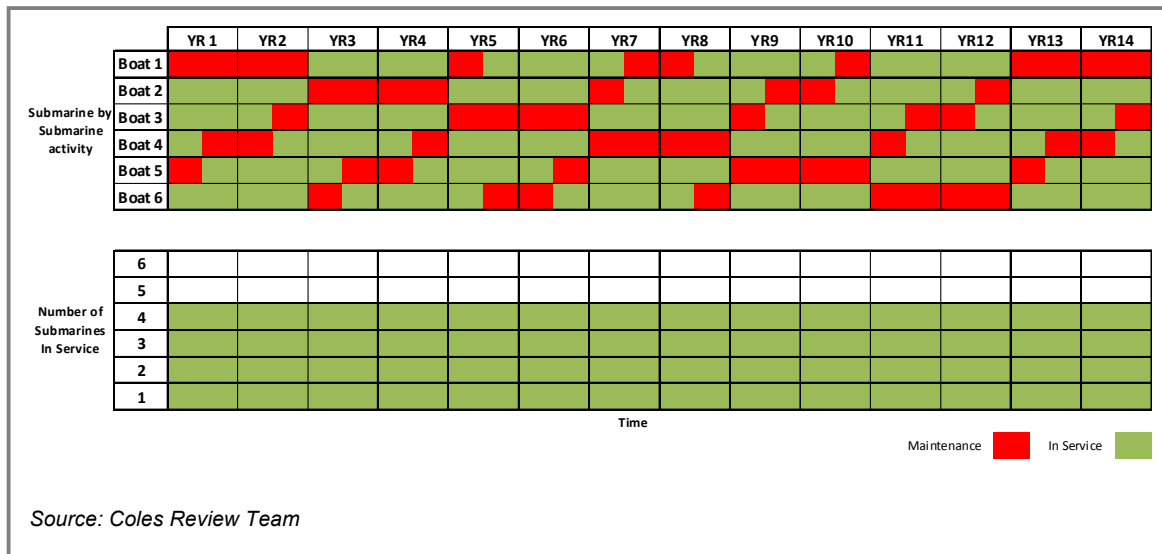 YR 1 YR2 YR3 YR4 YR5 YR6 YR7 YR8 YR9 YR10 YR11 YR12 YR13 YR14
Submarine by
Submarine
activity
Boat 1
Boat 2
Boat 3
Boat 4
Boat 5
Boat 6
Number of
Submarines
In Service
6
5
4
3
2
1
Time
Maintenance In Service
Source: Coles Review Team